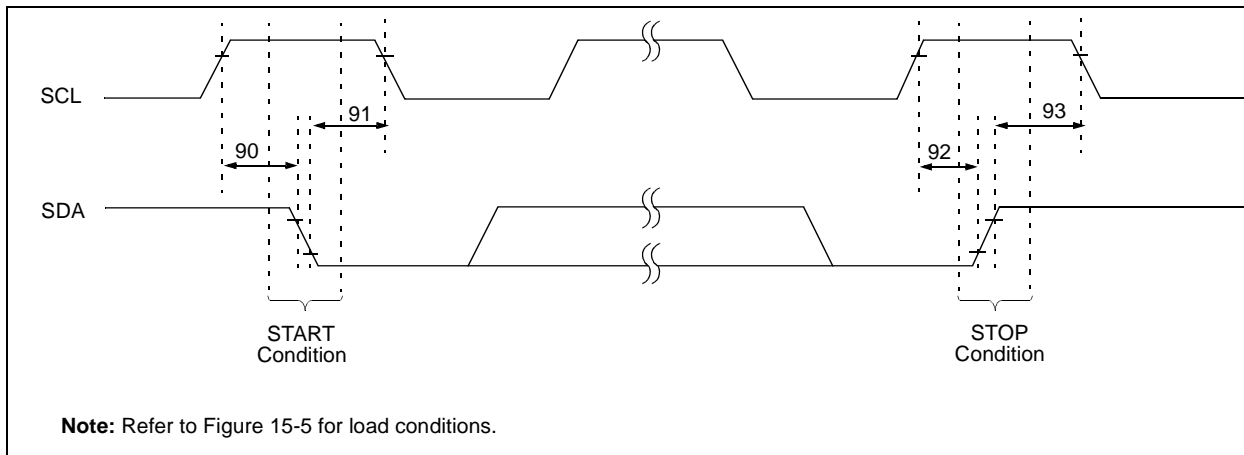 SCL
91
93
90
92
SDA
START
Condition
STOP
Condition
Note: Refer to Figure 15-5 for load conditions.